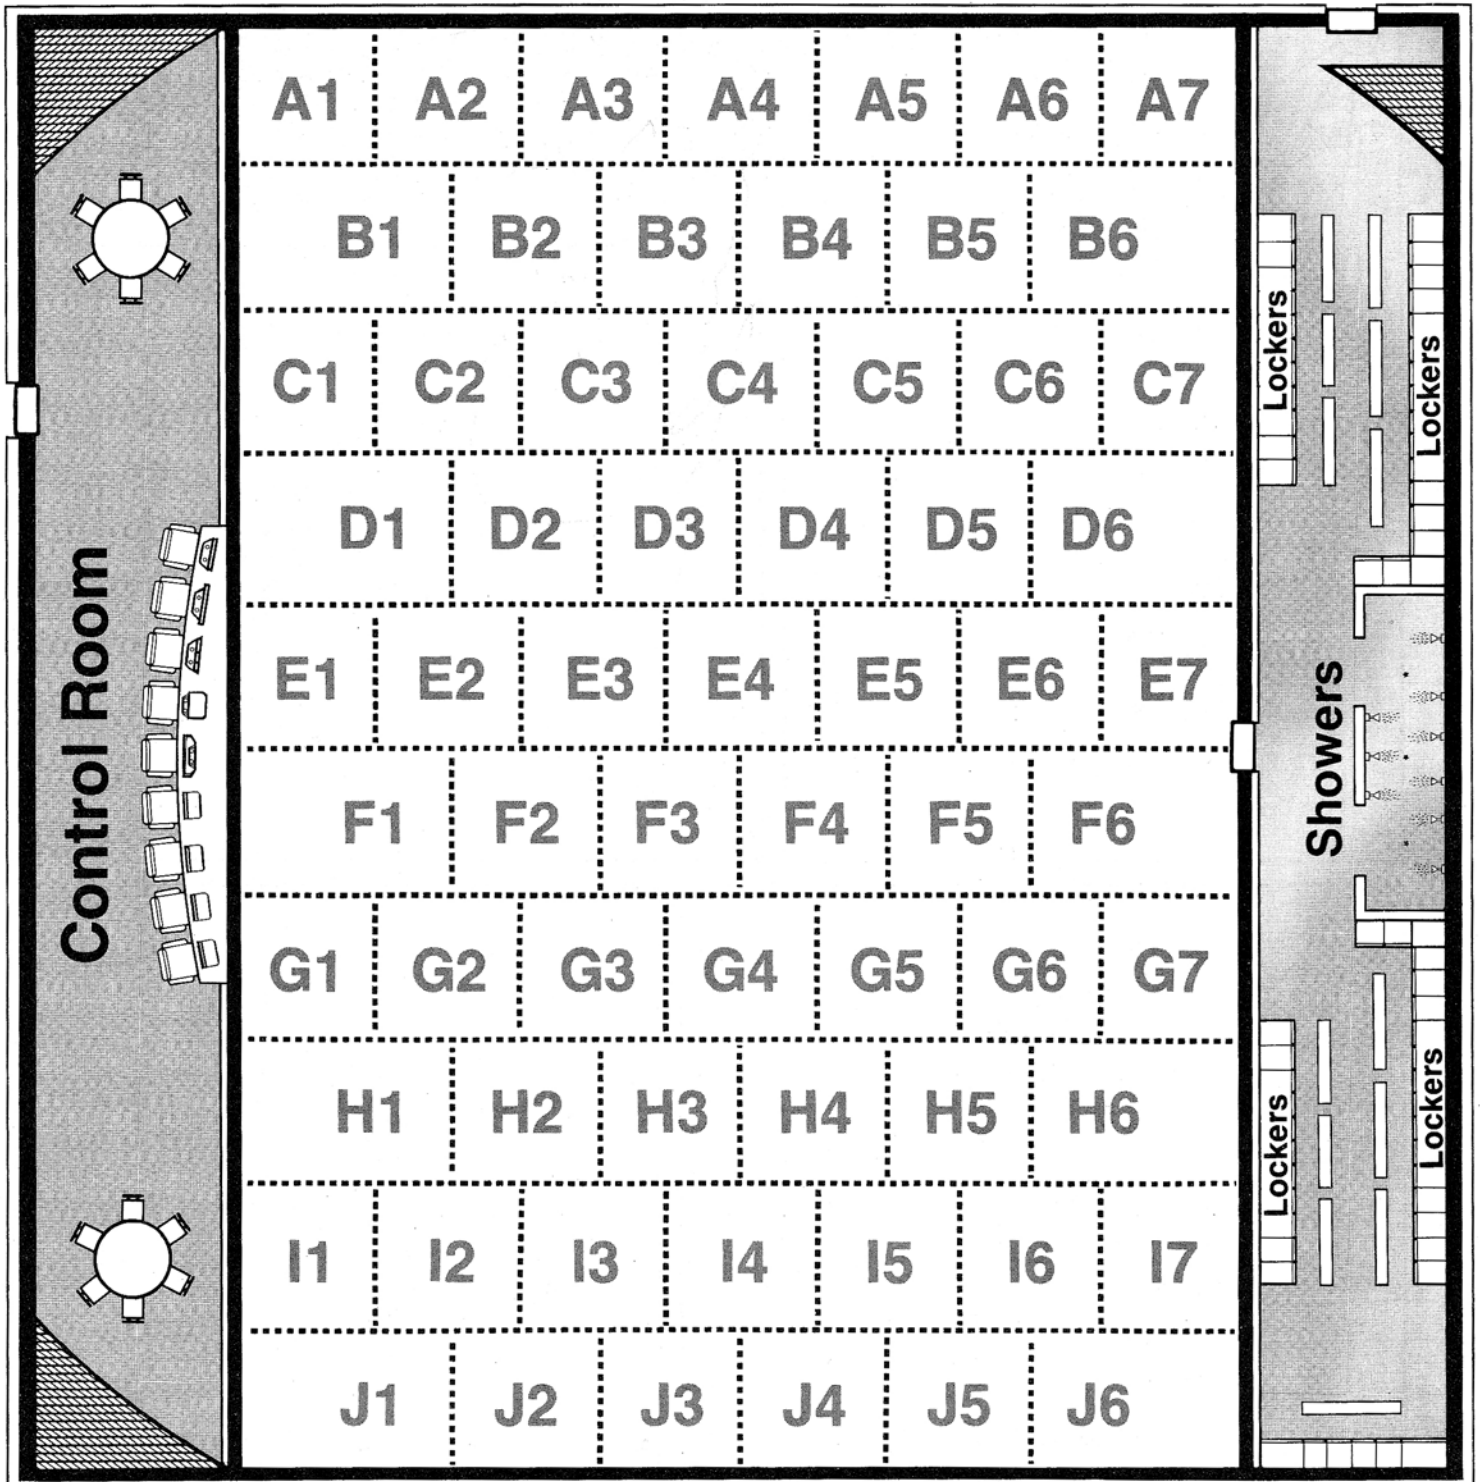 A1 A2 A3 A4 A5 A6 A7
B1 B2 B3 B4 B5 B6
C1 C2 C3 C4 C5 C6 C7
D1 D2 D3 D4 D5 D6
E1 E2 E3 E4 E5 E6 E7
F1 F2 F3 F4 F5 F6
G1 G2 G3 G4 G5 G6 G7
H1 H2 H3 H4 H5 H6
I1 I2 I3 I4 I5 I6 I7
J1 J2 J3 J4 J5 J6
Control Room
Lockers
Lockers
Showers
Lockers
Lockers